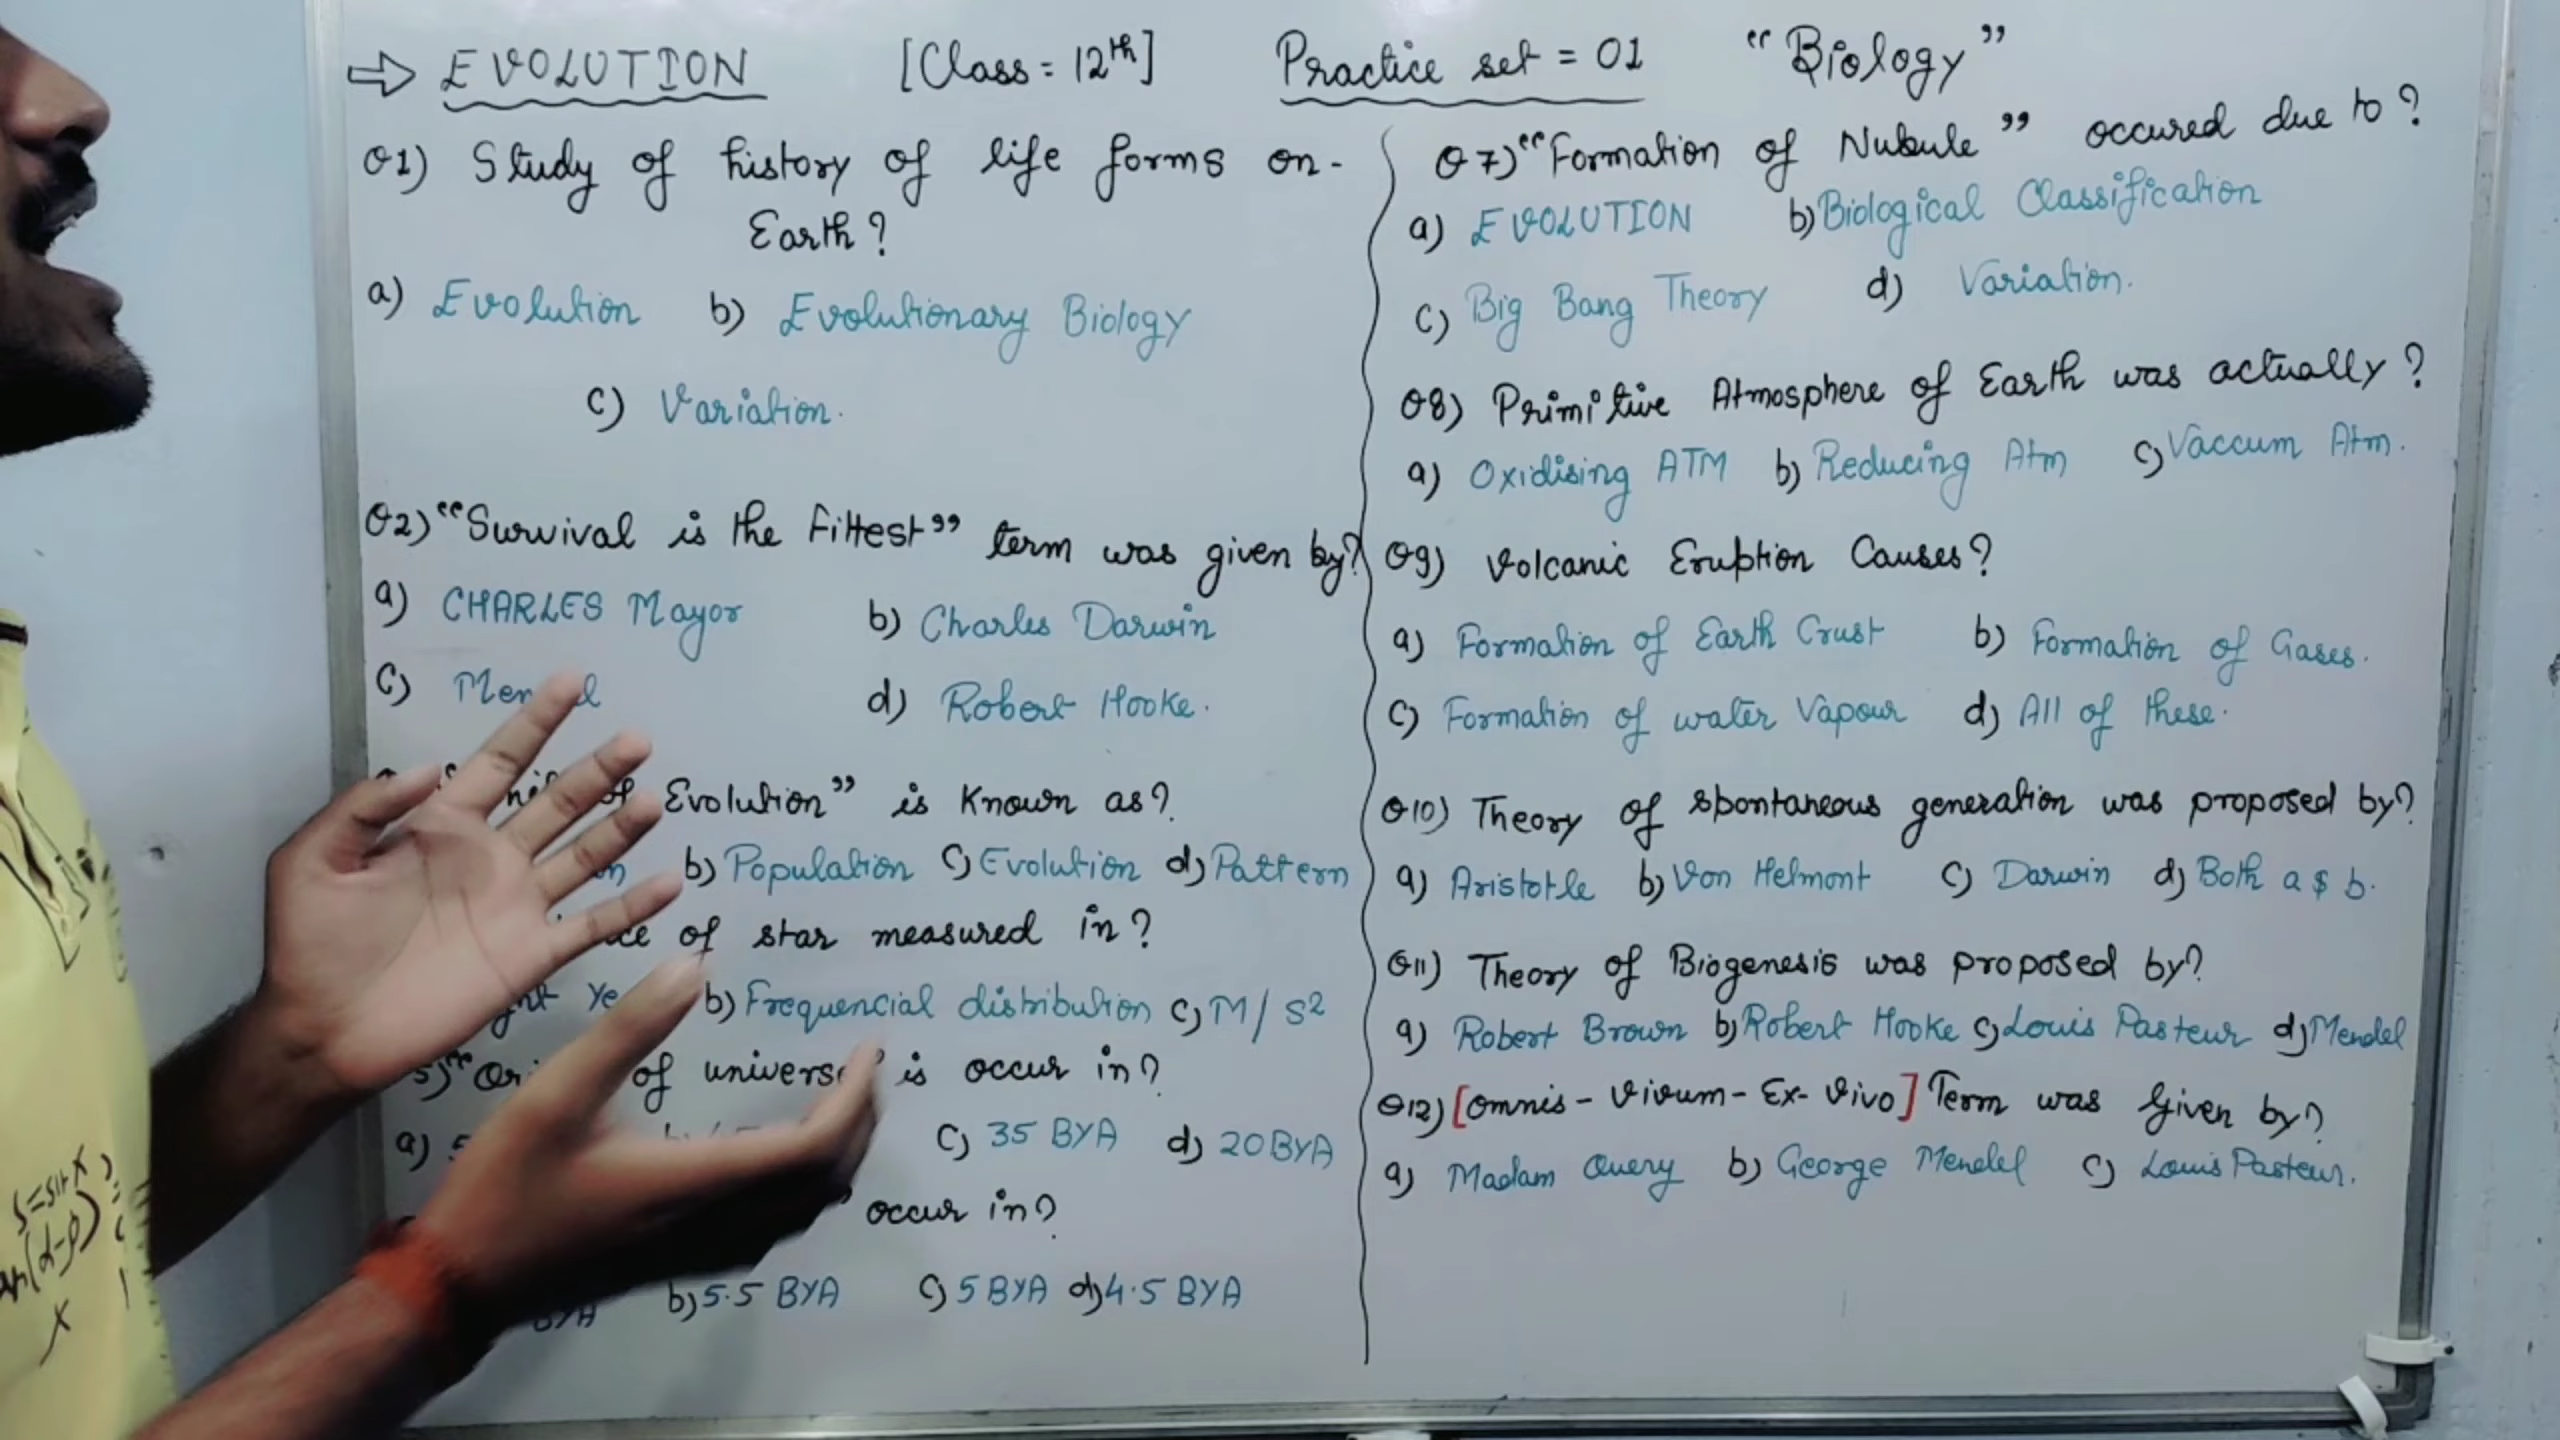 ⇒ EVOLUTION [Class = 12th] Practice set = 01 "Biology"
Q1) Study of history of life forms on-
Earth?
a) Evolution b) Evolutionary Biology
c) Variation.
Q2) "Survival is the Fittest" term was given by?
a) CHARLES Mayor b) Charles Darwin
c) d) Robert Hooke.
of Evolution" is Known as?
b) Population c) Evolution d) Pattern
of star measured in?
b) Frequencial distribution c) M/S²
5) of universe is occur in?
a) c) 35 BYA d) 20 BYA
occur in?
BYA b) 5.5 BYA c) 5 BYA d) 4.5 BYA
Q7) "Formation of Nubule" occured due to?
a) EVOLUTION b) Biological Classification
c) Big Bang Theory d) Variation.
Q8) Primitive Atmosphere of Earth was actually?
a) Oxidising ATM b) Reducing Atm c) Vaccum Atm.
Q9) Volcanic Eruption Causes?
a) Formation of Earth Crust b) Formation of Gases.
c) Formation of water Vapour d) All of these.
Q10) Theory of spontaneous generation was proposed by?
a) Aristotle b) Von Helmont c) Darwin d) Both a $ b.
Q11) Theory of Biogenesis was proposed by?
a) Robert Brown b) Robert Hooke c) Louis Pasteur d) Mendel
Q12) [Omnis - Vivum - Ex - Vivo] Term was Given by?
a) Madam Query b) George Mendel c) Louis Pasteur.